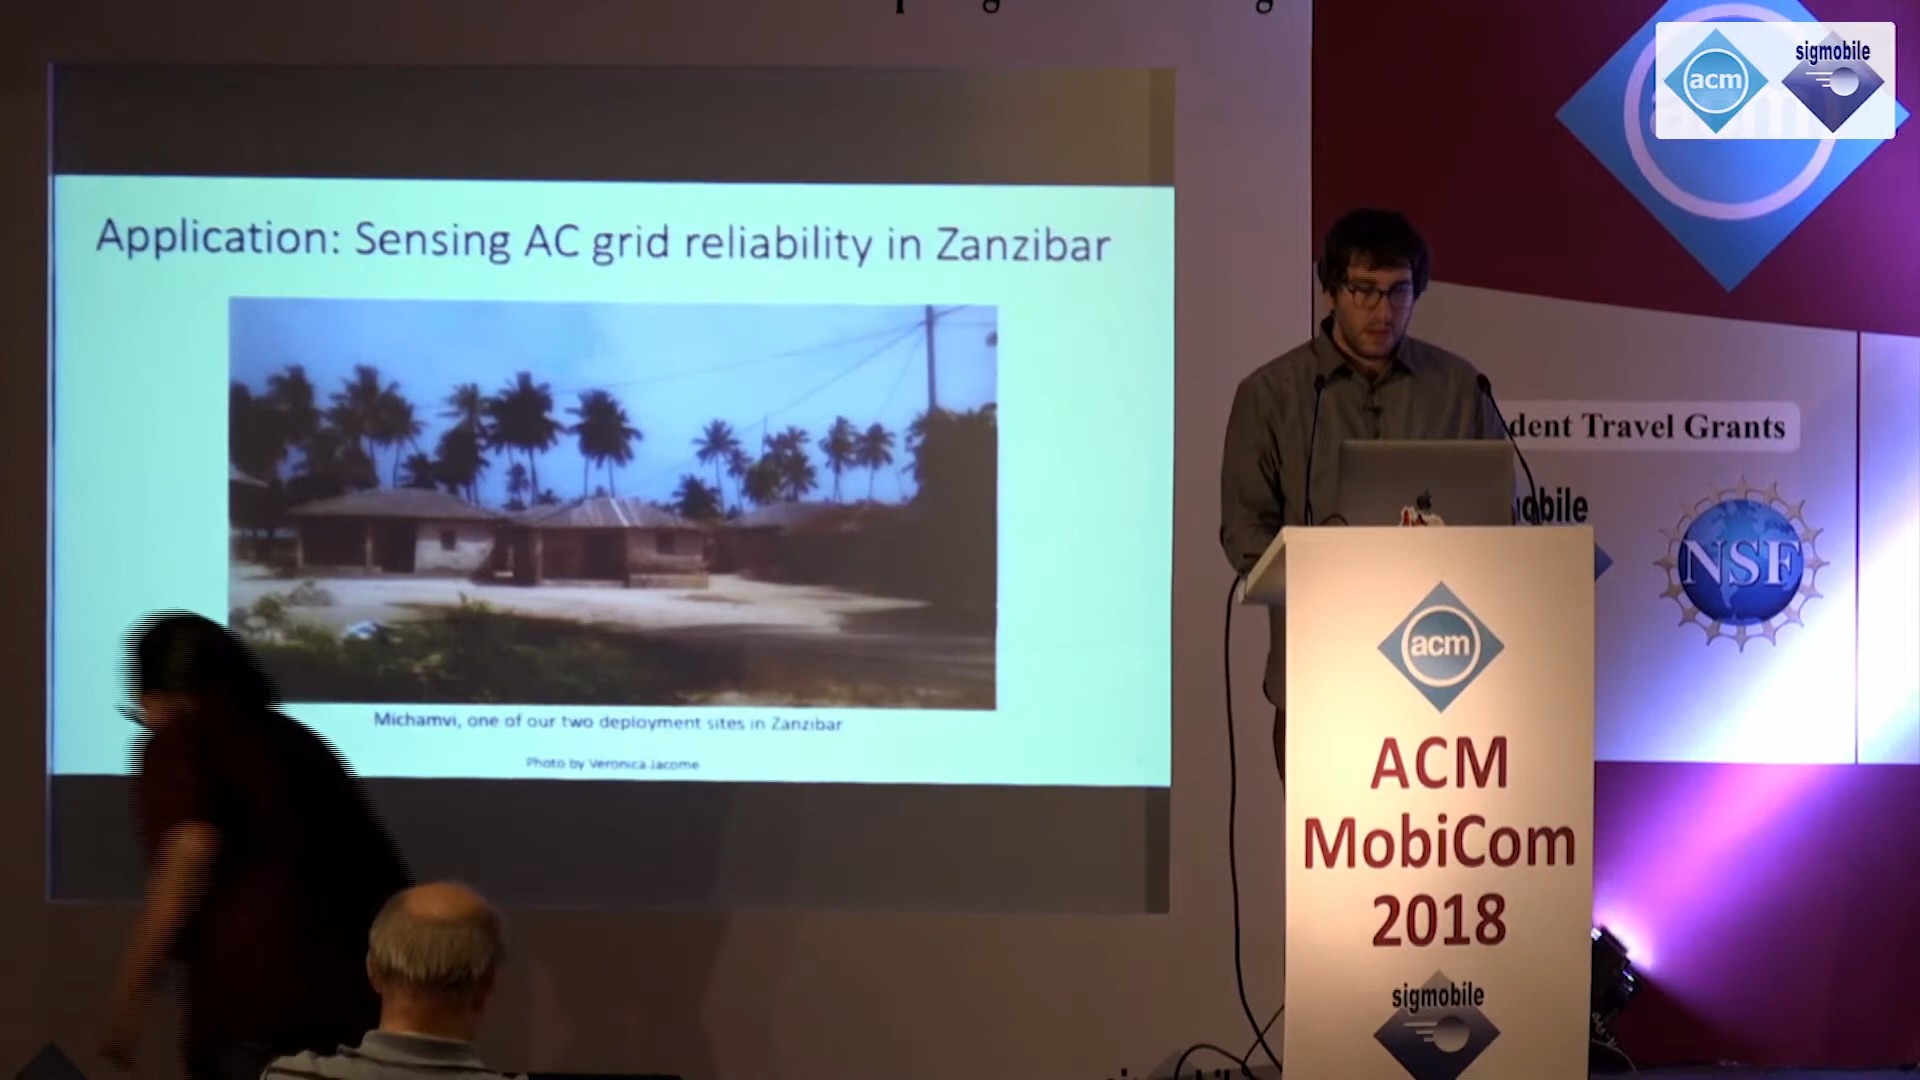 Application: Sensing AC grid reliability in Zanzibar
Michamvi, one of our two deployment sites in Zanzibar
Photo by Veronica Jacome
acm
sigmobile
dent Travel Grants
NSF
acm
ACM
MobiCom
2018
sigmobile